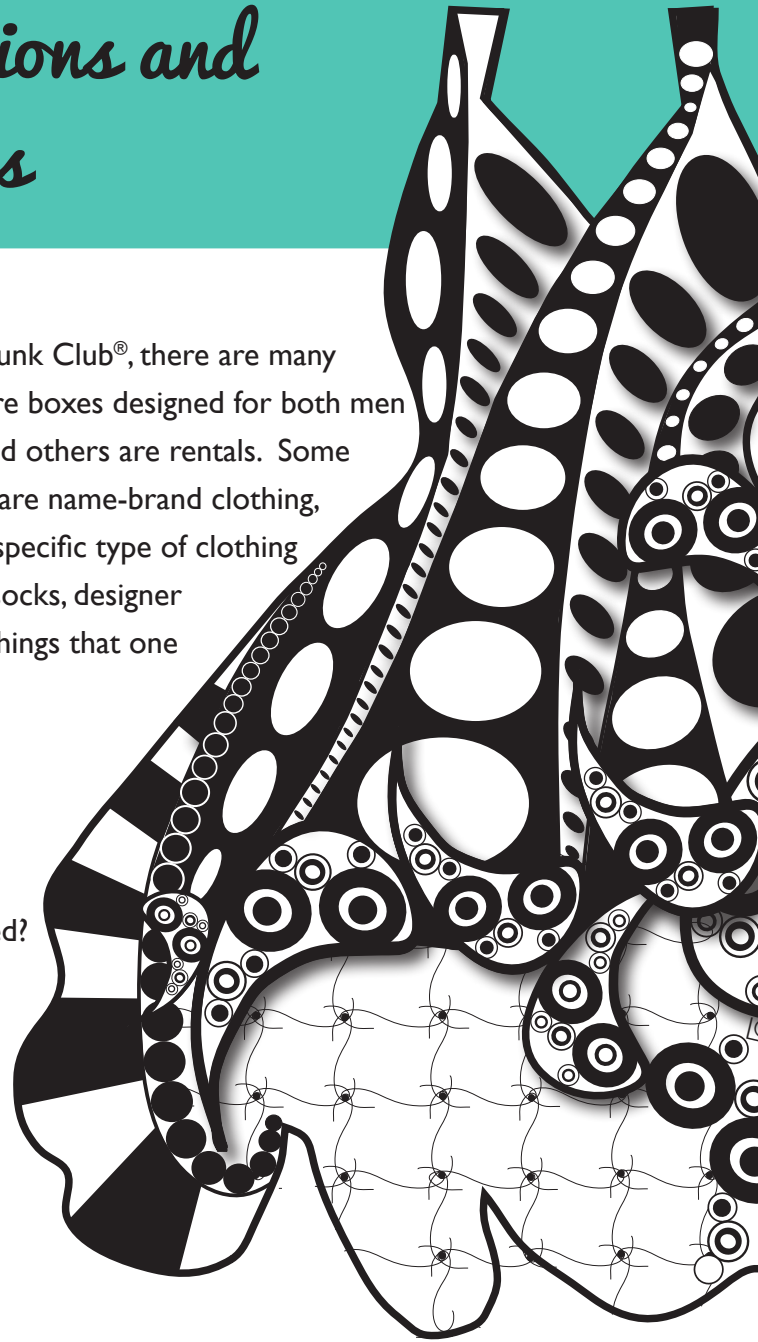 ions and
s
unk Club®, there are many
re boxes designed for both men
d others are rentals.  Some
are name-brand clothing,
specific type of clothing
ocks, designer
hings that one
ed?